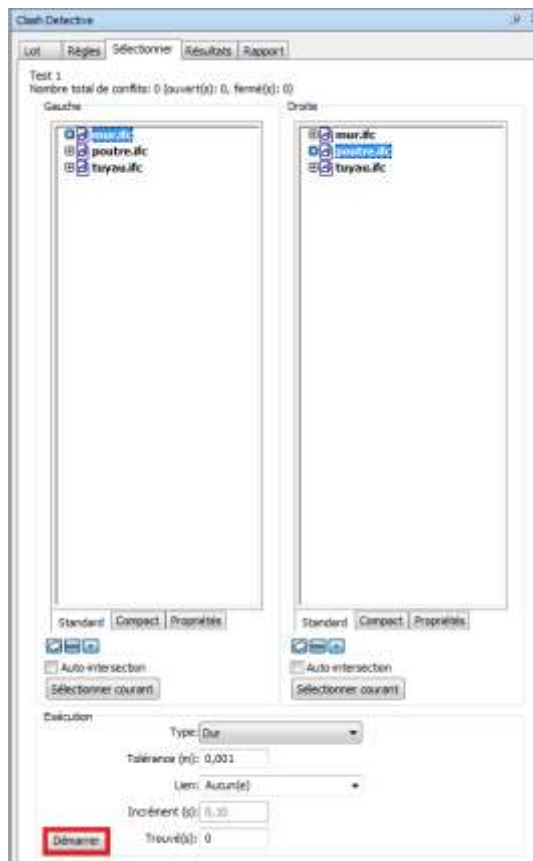 Clash Detective
Lot Règles Sélectionner Résultats Rapport
Test 1
Nombre total de conflits: 0 (ouvert(s): 0, fermé(s): 0)
Gauche
mur.ifc
poutre.ifc
tuyau.ifc
Standard Compact Propriétés
Auto-intersection
Sélectionner courant
Droite
mur.ifc
poutre.ifc
tuyau.ifc
Standard Compact Propriétés
Auto-intersection
Sélectionner courant
Exécution
Type: Dur
Tolérance (m): 0,001
Lien: Aucun(e)
Incrément (s): 0,10
Démarrer Trouvé(s): 0